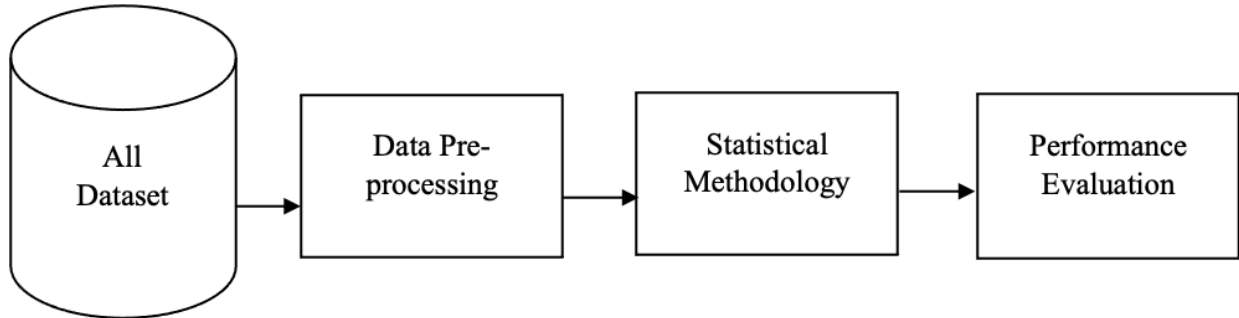 All
Dataset
Data Pre-
processing
Statistical
Methodology
Performance
Evaluation